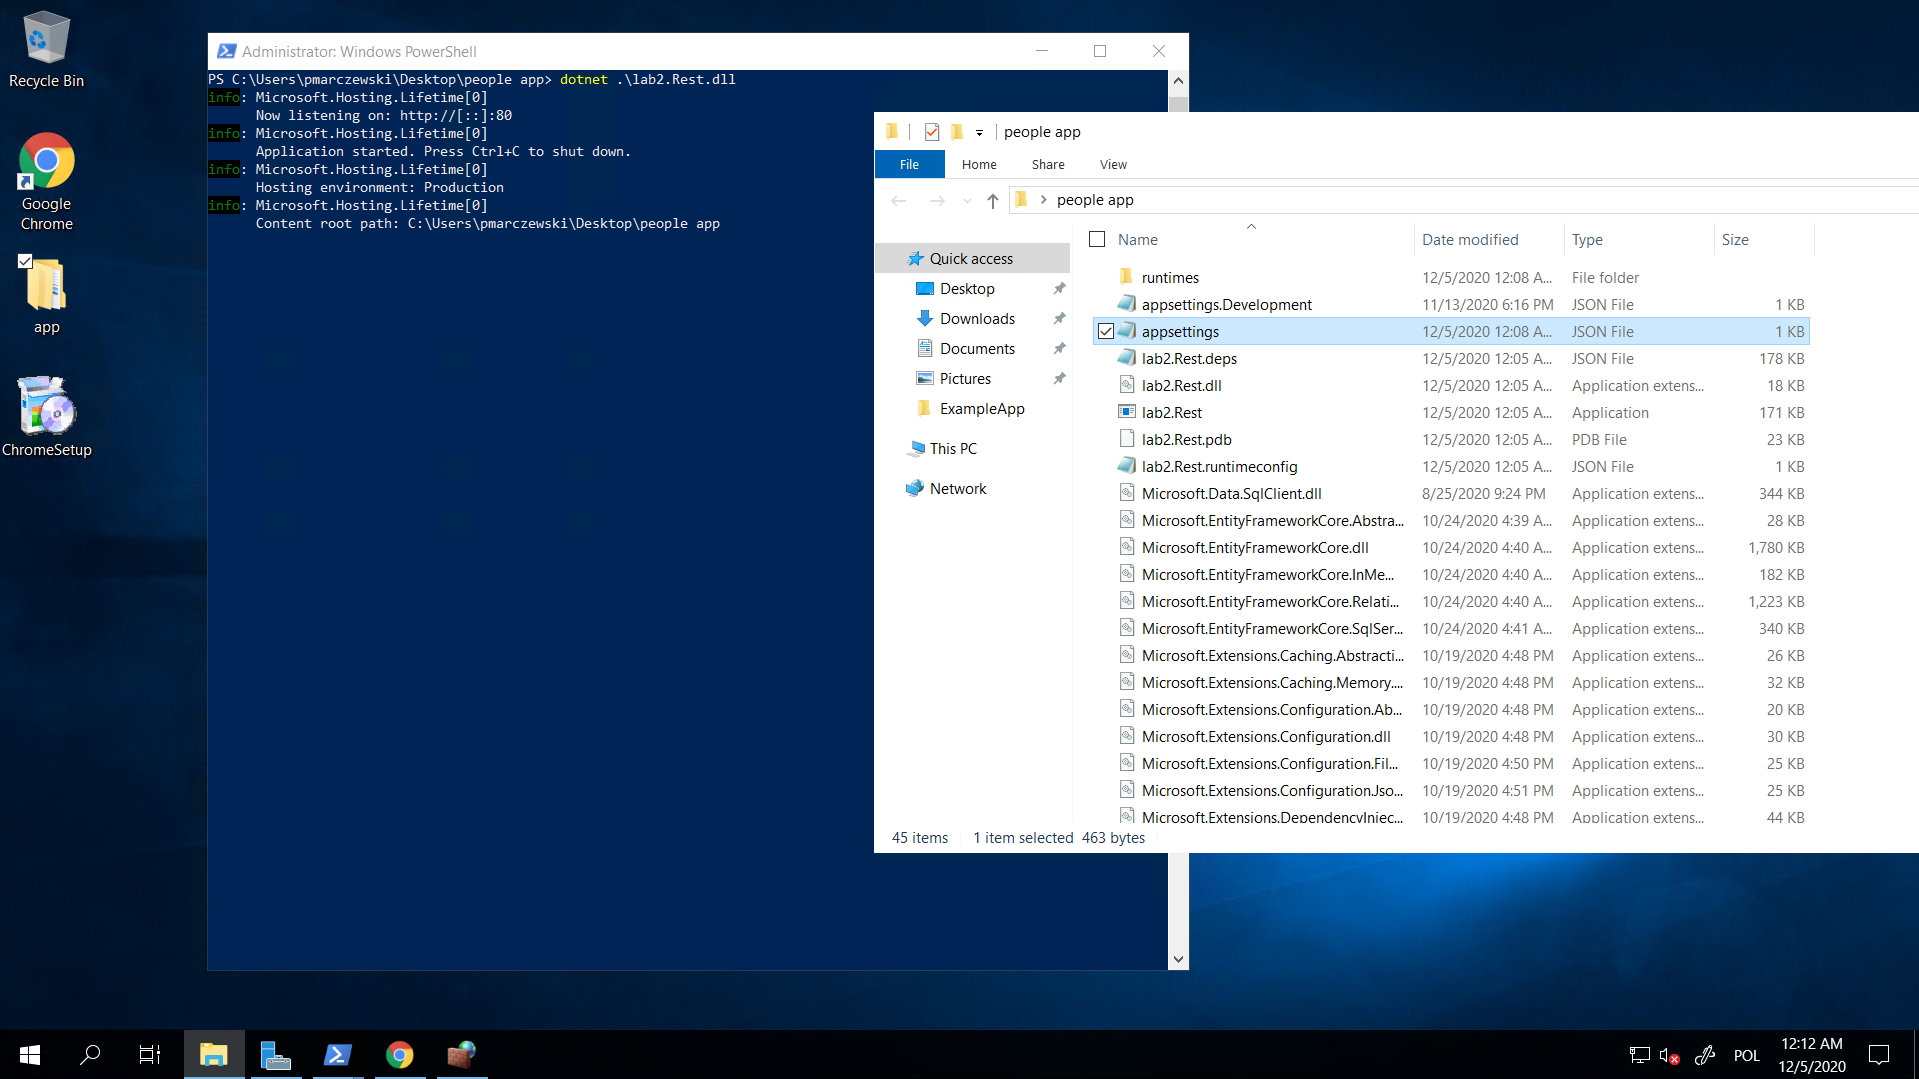 Recycle Bin
Google
Chrome
app
ChromeSetup
Administrator: Windows PowerShell
PS C:\Users\pmarczewski\Desktop\people app> dotnet .\lab2.Rest.dll
info: Microsoft.Hosting.Lifetime[0]
Now listening on: http://[::]:80
info: Microsoft.Hosting.Lifetime[0]
Application started. Press Ctrl+C to shut down.
info: Microsoft.Hosting.Lifetime[0]
Hosting environment: Production
info: Microsoft.Hosting.Lifetime[0]
Content root path: C:\Users\pmarczewski\Desktop\people app
people app
File Home Share View
people app
Quick access
Desktop
Downloads
Documents
Pictures
ExampleApp
This PC
Network
Name Date modified Type Size
runtimes 12/5/2020 12:08 A... File folder
appsettings.Development 11/13/2020 6:16 PM JSON File 1 KB
appsettings 12/5/2020 12:08 A... JSON File 1 KB
lab2.Rest.deps 12/5/2020 12:05 A... JSON File 178 KB
lab2.Rest.dll 12/5/2020 12:05 A... Application extens... 18 KB
lab2.Rest 12/5/2020 12:05 A... Application 171 KB
lab2.Rest.pdb 12/5/2020 12:05 A... PDB File 23 KB
lab2.Rest.runtimeconfig 12/5/2020 12:05 A... JSON File 1 KB
Microsoft.Data.SqlClient.dll 8/25/2020 9:24 PM Application extens... 344 KB
Microsoft.EntityFrameworkCore.Abstra... 10/24/2020 4:39 A... Application extens... 28 KB
Microsoft.EntityFrameworkCore.dll 10/24/2020 4:40 A... Application extens... 1,780 KB
Microsoft.EntityFrameworkCore.InMe... 10/24/2020 4:40 A... Application extens... 182 KB
Microsoft.EntityFrameworkCore.Relati... 10/24/2020 4:40 A... Application extens... 1,223 KB
Microsoft.EntityFrameworkCore.SqlSer... 10/24/2020 4:41 A... Application extens... 340 KB
Microsoft.Extensions.Caching.Abstracti... 10/19/2020 4:48 PM Application extens... 26 KB
Microsoft.Extensions.Caching.Memory.... 10/19/2020 4:48 PM Application extens... 32 KB
Microsoft.Extensions.Configuration.Ab... 10/19/2020 4:48 PM Application extens... 20 KB
Microsoft.Extensions.Configuration.dll 10/19/2020 4:48 PM Application extens... 30 KB
Microsoft.Extensions.Configuration.Fil... 10/19/2020 4:50 PM Application extens... 25 KB
Microsoft.Extensions.Configuration.Jso... 10/19/2020 4:51 PM Application extens... 25 KB
Microsoft.Extensions.DependencyInjec... 10/19/2020 4:48 PM Application extens... 44 KB
45 items 1 item selected 463 bytes
POL
12:12 AM
12/5/2020